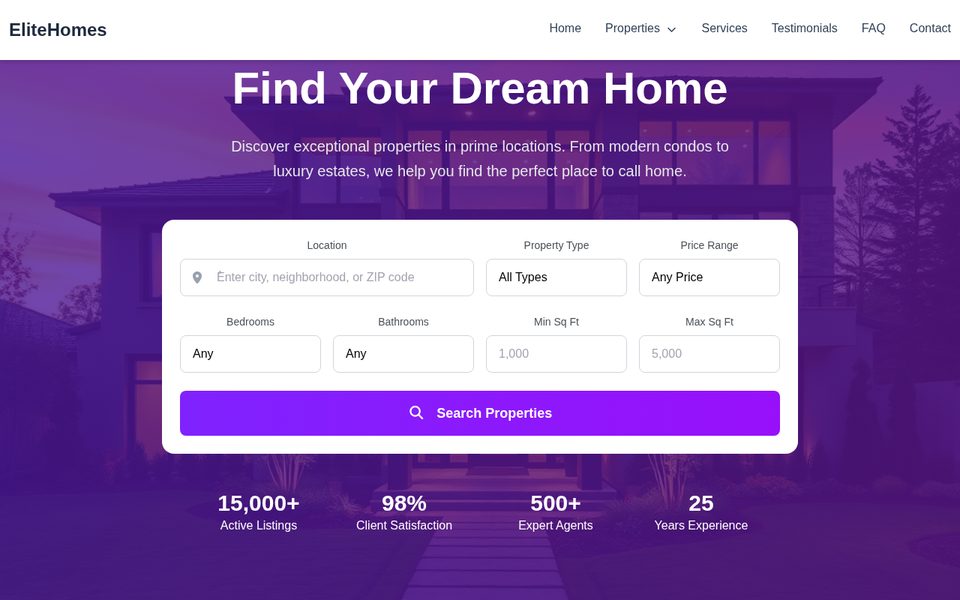 EliteHomes
Home
Properties
Services
Testimonials
FAQ
Contact
Find Your Dream Home
Discover exceptional properties in prime locations. From modern condos to
luxury estates, we help you find the perfect place to call home.
Location
Property Type
Price Range
Enter city, neighborhood, or ZIP code
All Types
Any Price
Bedrooms
Bathrooms
Min Sq Ft
Max Sq Ft
Any
Any
1,000
5,000
Search Properties
15,000+
Active Listings
98%
Client Satisfaction
500+
Expert Agents
25
Years Experience